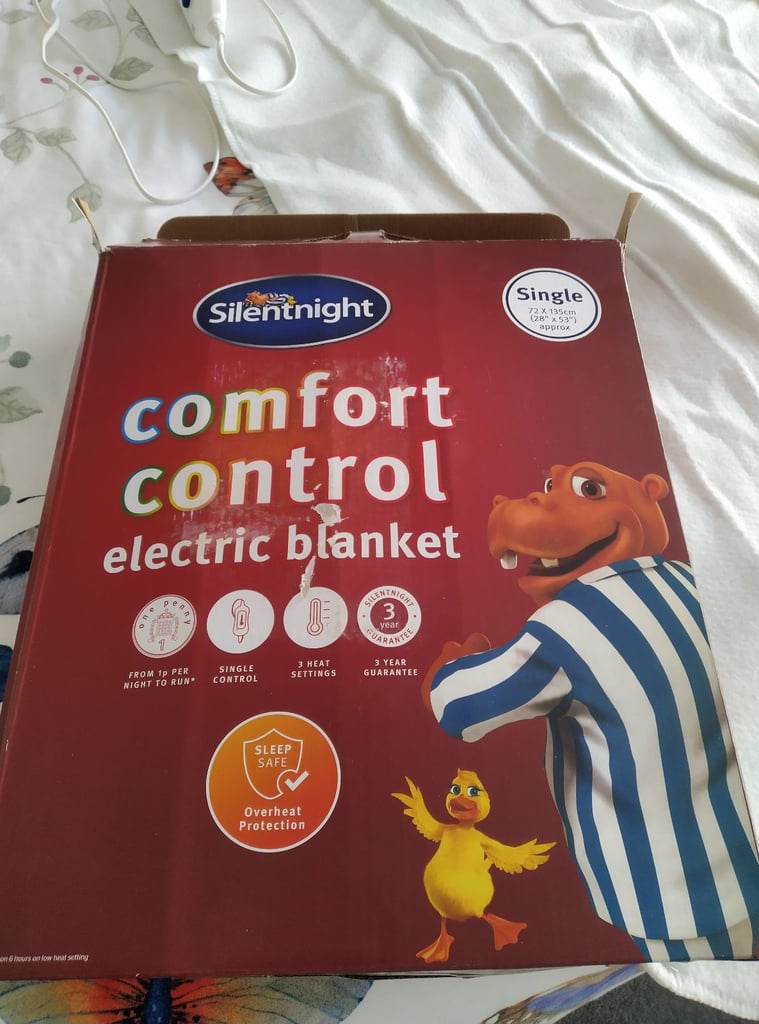 Silentnight
Single
72 X 135cm
(28" x 53")
approx
comfort
control
electric blanket
one penny
1
FROM 1p PER
NIGHT TO RUN*
SINGLE
CONTROL
3 HEAT
SETTINGS
SILENTNIGHT
3
year
GUARANTEE
3 YEAR
GUARANTEE
SLEEP
SAFE
Overheat
Protection
on 6 hours on low heat setting